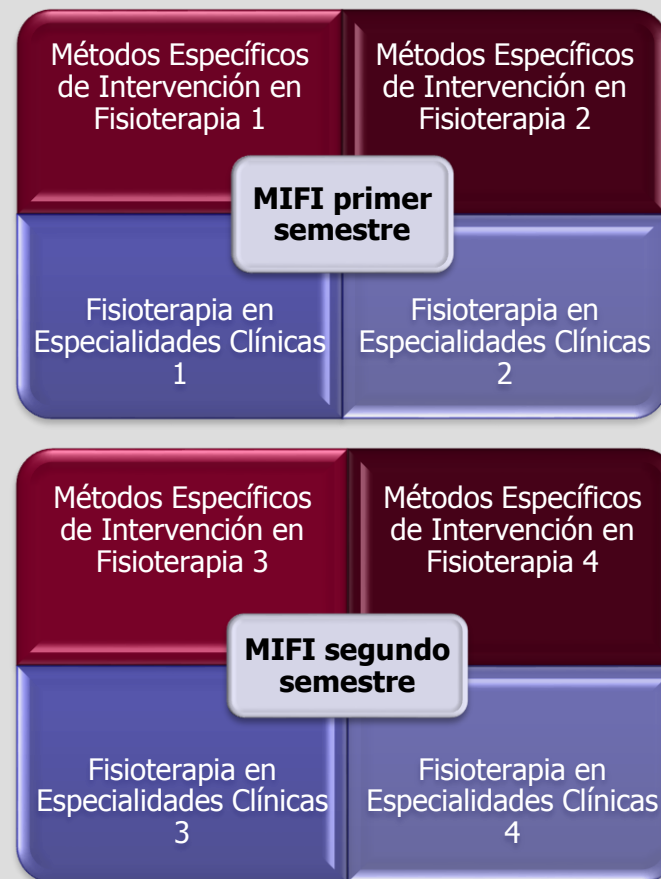 Métodos Específicos
de Intervención en
Fisioterapia 1
Métodos Específicos
de Intervención en
Fisioterapia 2
MIFI primer
semestre
Fisioterapia en
Especialidades Clínicas
1
Fisioterapia en
Especialidades Clínicas
2
Métodos Específicos
de Intervención en
Fisioterapia 3
Métodos Específicos
de Intervención en
Fisioterapia 4
MIFI segundo
semestre
Fisioterapia en
Especialidades Clínicas
3
Fisioterapia en
Especialidades Clínicas
4